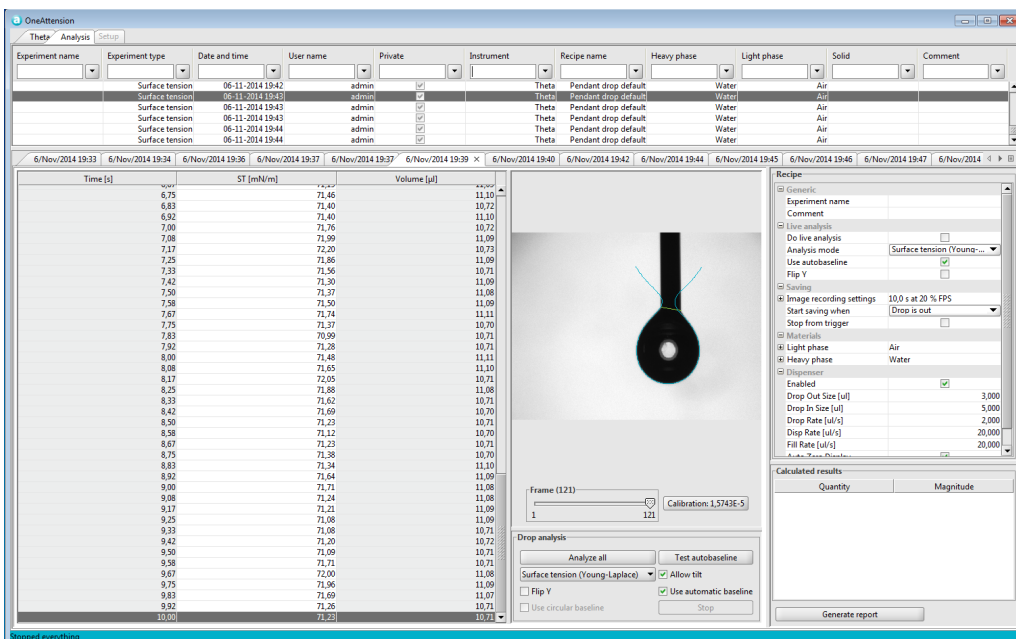 OneAttension
Theta Analysis Setup
Experiment name Experiment type Date and time User name Private Instrument Recipe name Heavy phase Light phase Solid Comment
Surface tension 06-11-2014 19:42 admin Theta Pendant drop default Water Air
Surface tension 06-11-2014 19:43 admin Theta Pendant drop default Water Air
Surface tension 06-11-2014 19:43 admin Theta Pendant drop default Water Air
Surface tension 06-11-2014 19:43 admin Theta Pendant drop default Water Air
Surface tension 06-11-2014 19:44 admin Theta Pendant drop default Water Air
Surface tension 06-11-2014 19:44 admin Theta Pendant drop default Water Air
6/Nov/2014 19:33 6/Nov/2014 19:34 6/Nov/2014 19:36 6/Nov/2014 19:37 6/Nov/2014 19:37 6/Nov/2014 19:39 × 6/Nov/2014 19:40 6/Nov/2014 19:42 6/Nov/2014 19:44 6/Nov/2014 19:45 6/Nov/2014 19:46 6/Nov/2014 19:47 6/Nov/2014
Time [s] ST [mN/m] Volume [µl]
6,75 71,46 11,10
6,83 71,40 10,72
6,92 71,40 11,10
7,00 71,76 10,72
7,08 71,99 11,09
7,17 72,20 10,73
7,25 71,86 11,09
7,33 71,56 10,71
7,42 71,30 11,09
7,50 71,37 11,08
7,58 71,50 11,09
7,67 71,74 11,11
7,75 71,37 10,70
7,83 70,99 10,71
7,92 71,28 10,71
8,00 71,48 11,11
8,08 71,65 11,10
8,17 72,05 10,71
8,25 71,88 11,08
8,33 71,62 10,71
8,42 71,69 10,70
8,50 71,23 10,71
8,58 71,12 10,70
8,67 71,23 10,71
8,75 71,38 10,70
8,83 71,34 11,10
8,92 71,64 11,09
9,00 71,71 11,08
9,08 71,24 11,08
9,17 71,21 11,09
9,25 71,08 11,09
9,33 71,08 10,71
9,42 71,20 10,72
9,50 71,09 10,71
9,58 71,71 10,71
9,67 72,00 11,08
9,75 71,96 11,09
9,83 71,69 11,07
9,92 71,26 10,71
10,00 71,23 10,71
Frame (121)
1 121
Calibration: 1,5743E-5
Drop analysis
Analyze all Test autobaseline
Surface tension (Young-Laplace) Allow tilt
Flip Y Use automatic baseline
Use circular baseline Stop
Recipe
Generic
Experiment name
Comment
Live analysis
Do live analysis
Analysis mode Surface tension (Young-...
Use autobaseline
Flip Y
Saving
Image recording settings 10,0 s at 20 % FPS
Start saving when Drop is out
Stop from trigger
Materials
Light phase Air
Heavy phase Water
Dispenser
Enabled
Drop Out Size [ul] 3,000
Drop In Size [ul] 5,000
Drop Rate [ul/s] 2,000
Disp Rate [ul/s] 20,000
Fill Rate [ul/s] 20,000
Auto Zero Display
Calculated results
Quantity Magnitude
Generate report
Stopped everything